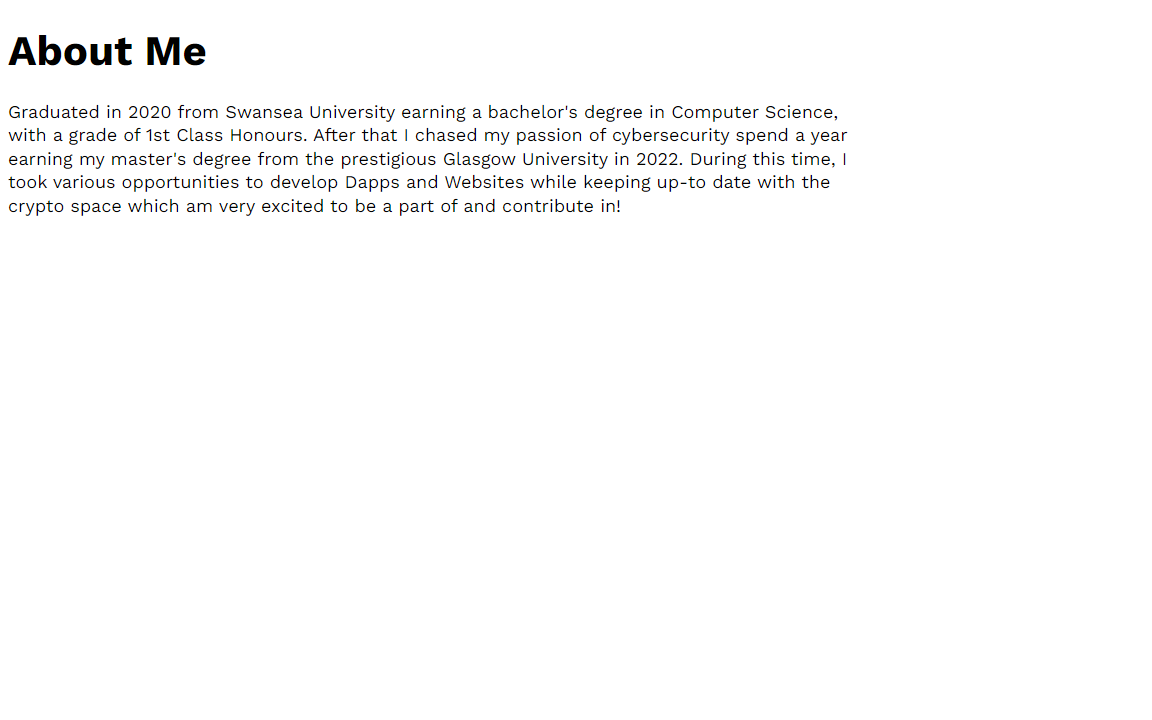 About Me
Graduated in 2020 from Swansea University earning a bachelor's degree in Computer Science,
with a grade of 1st Class Honours. After that I chased my passion of cybersecurity spend a year
earning my master's degree from the prestigious Glasgow University in 2022. During this time, I
took various opportunities to develop Dapps and Websites while keeping up-to date with the
crypto space which am very excited to be a part of and contribute in!